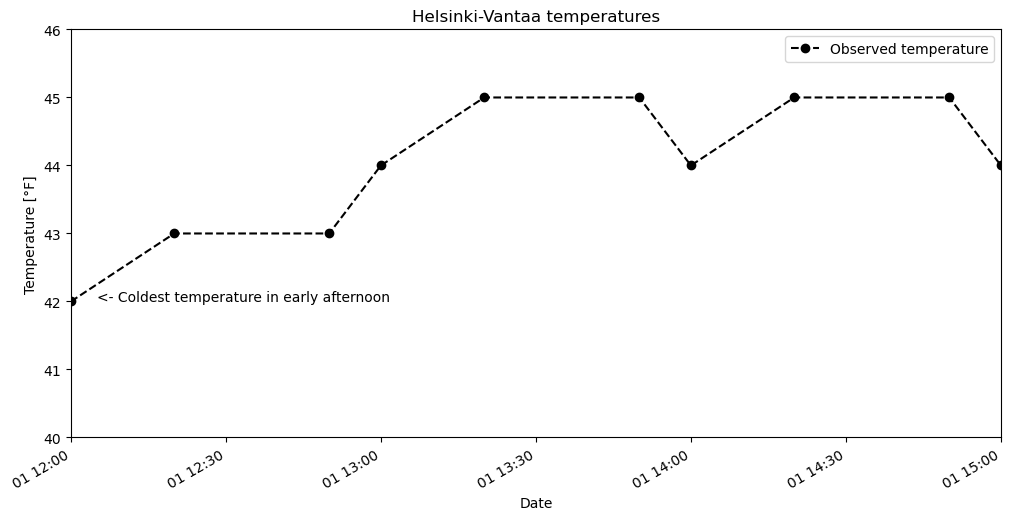 Helsinki-Vantaa temperatures
Observed temperature
46
45
44
43
42
41
40
Temperature [°F]
<- Coldest temperature in early afternoon
01 12:00
01 12:30
01 13:00
01 13:30
01 14:00
01 14:30
01 15:00
Date